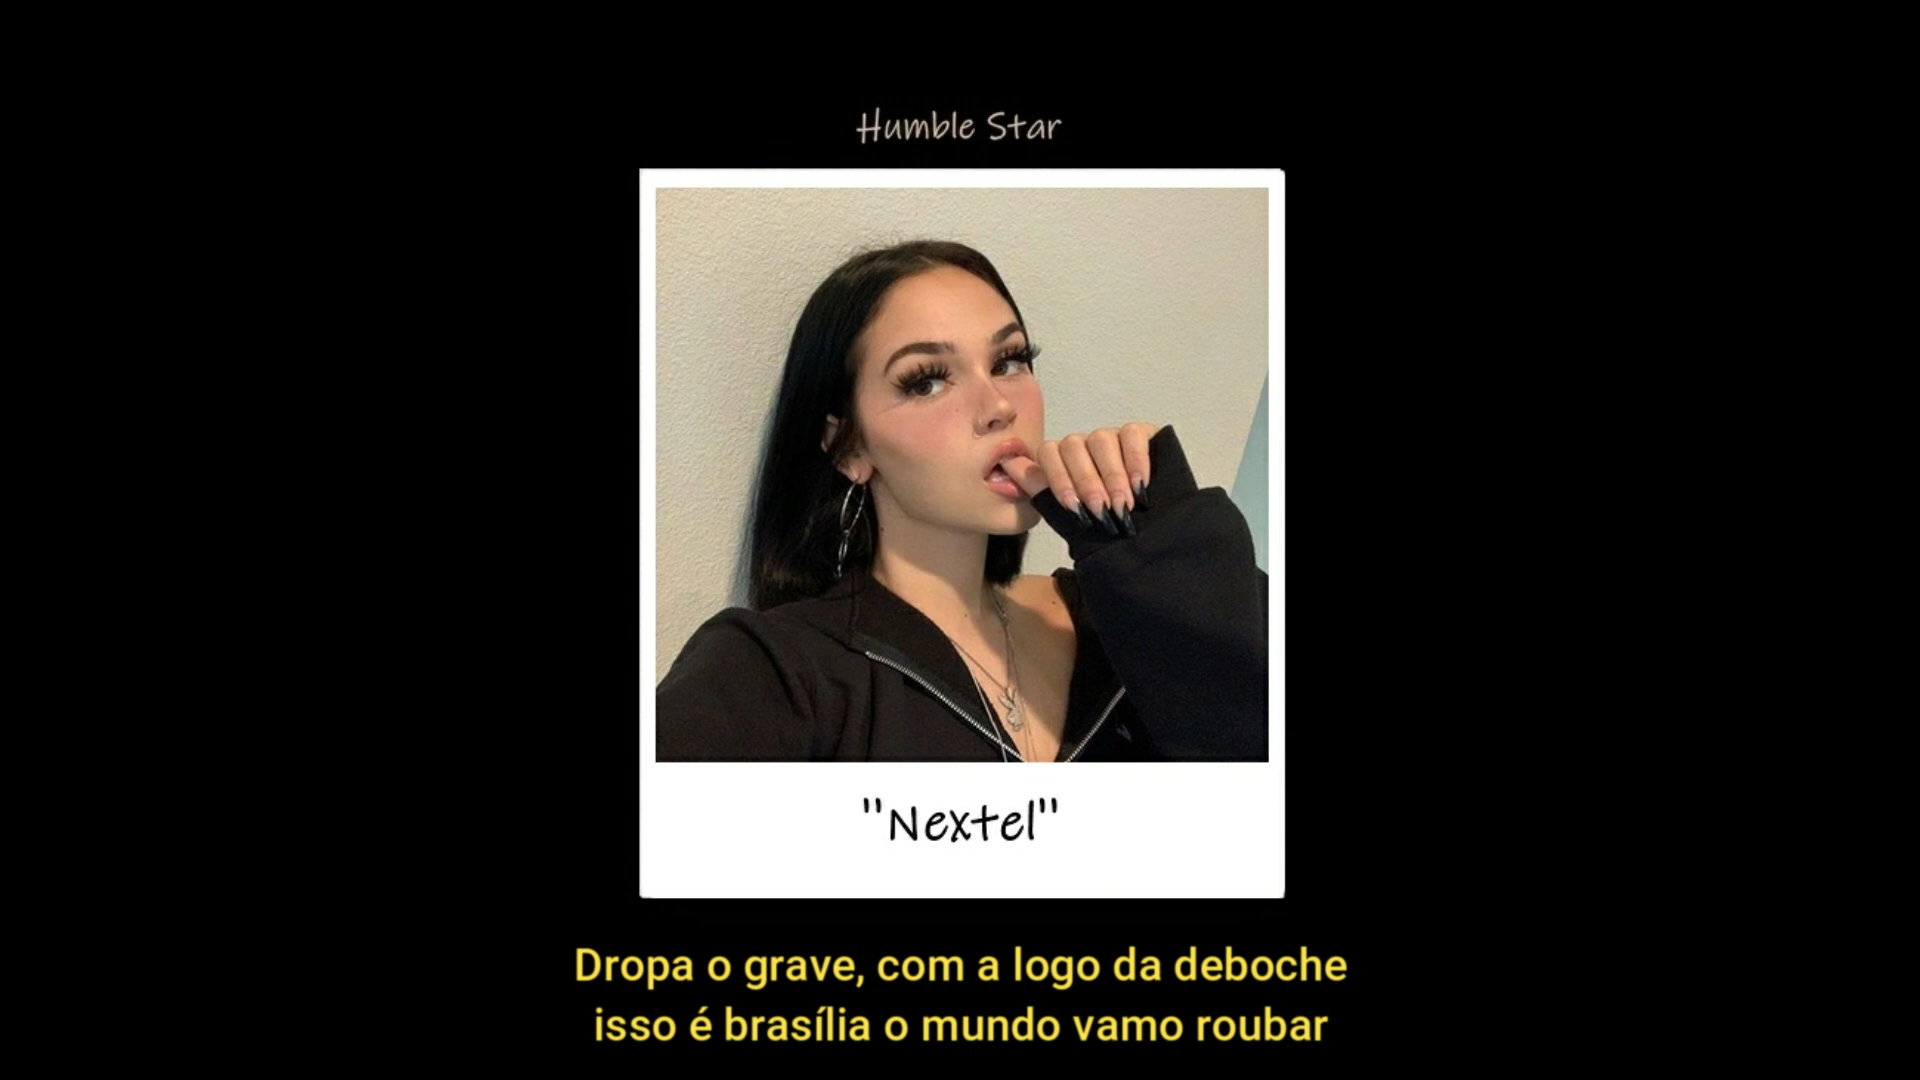 Humble Star
"Nextel"
Dropa o grave, com a logo da deboche
isso é brasília o mundo vamo roubar